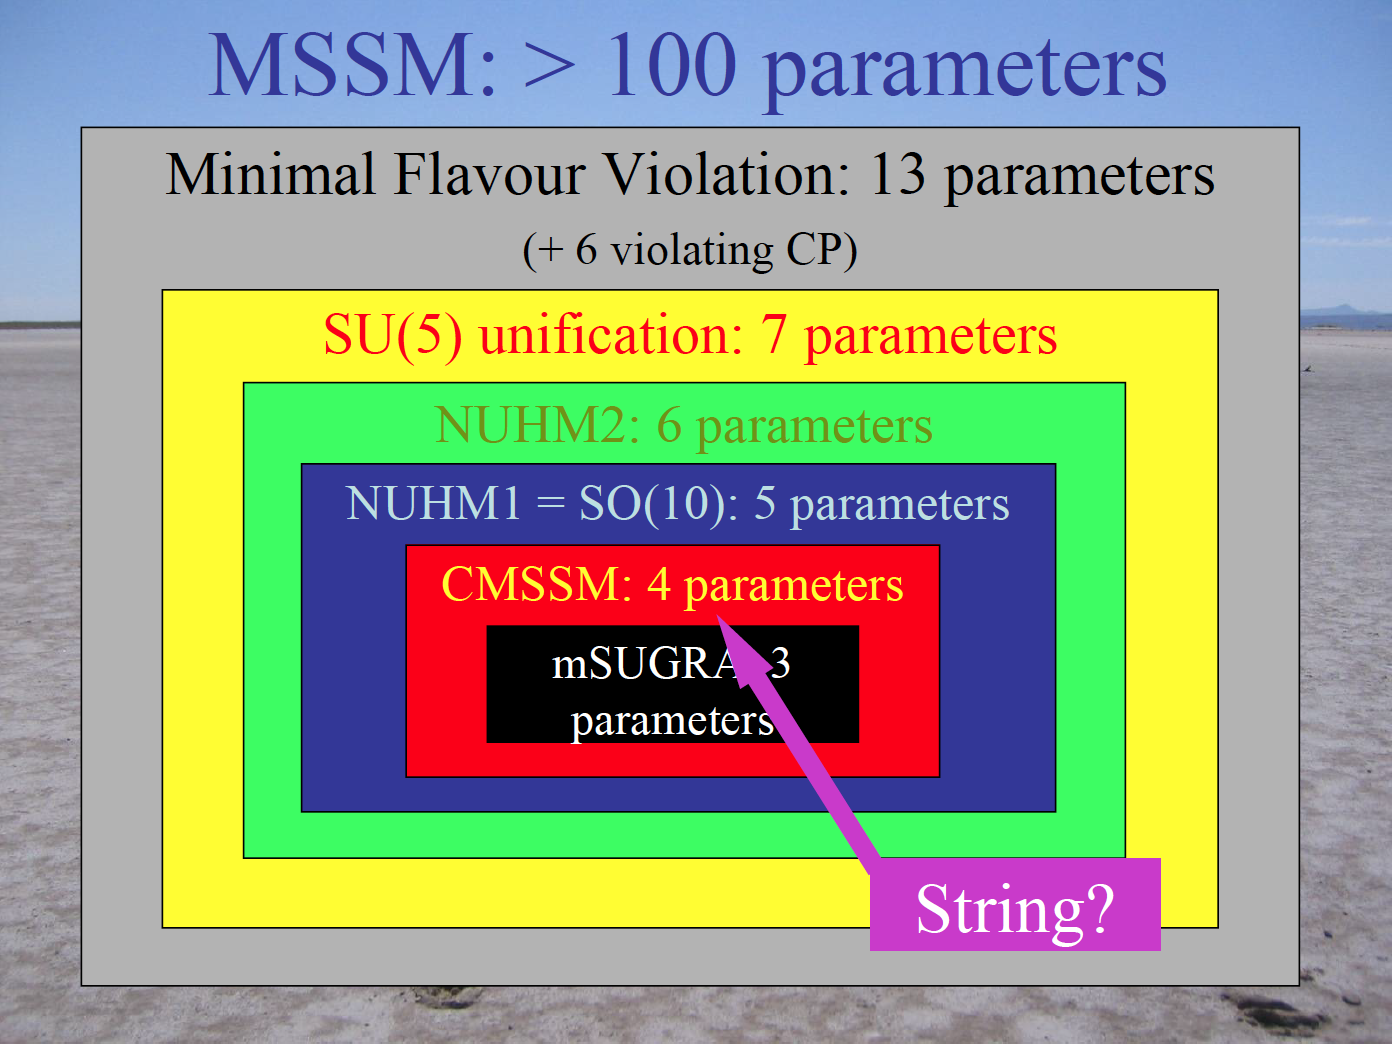 MSSM: > 100 parameters
Minimal Flavour Violation: 13 parameters
(+ 6 violating CP)
SU(5) unification: 7 parameters
NUHM2: 6 parameters
NUHM1 = SO(10): 5 parameters
CMSSM: 4 parameters
mSUGRA 3
parameters
String?